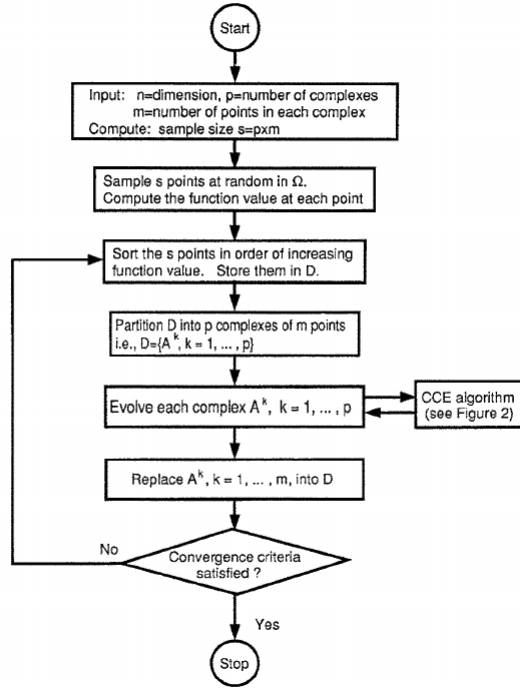 Start
Input: n=dimension, p=number of complexes
m=number of points in each complex
Compute: sample size s=pxm
Sample s points at random in Ω.
Compute the function value at each point
Sort the s points in order of increasing
function value. Store them in D.
Partition D into p complexes of m points
i.e., D={A^k, k = 1, ... , p}
Evolve each complex A^k, k = 1, ... , p
CCE algorithm
(see Figure 2)
Replace A^k, k = 1, ... , m, into D
No
Convergence criteria
satisfied ?
Yes
Stop